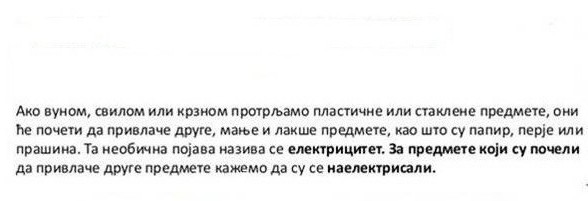 Ако вуном, свилом или крзном протрљамо пластичне или стаклене предмете, они
ће почети да привлаче друге, мање и лакше предмете, као што су папир, перје или
прашина. Та необична појава назива се електрицитет. За предмете који су почели
да привлаче друге предмете кажемо да су се наелектрисали.